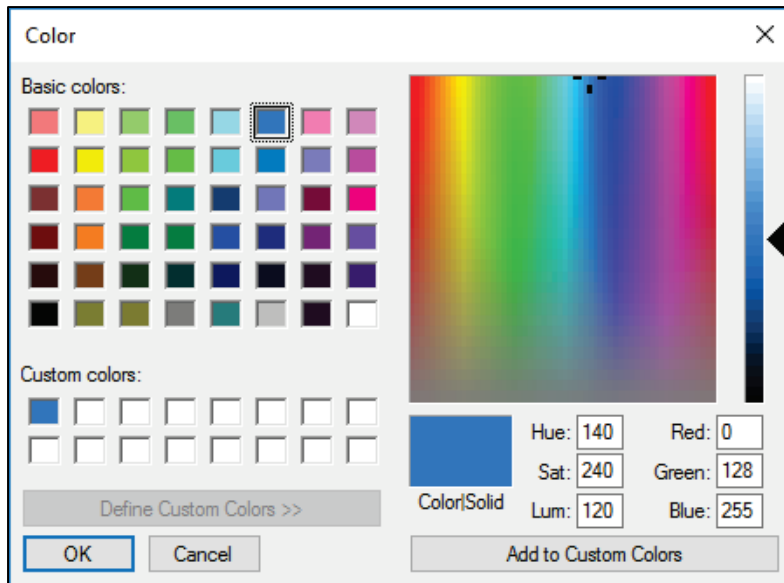 Color
Basic colors:
Custom colors:
Define Custom Colors >>
OK Cancel
Color|Solid
Hue: 140 Red: 0
Sat: 240 Green: 128
Lum: 120 Blue: 255
Add to Custom Colors